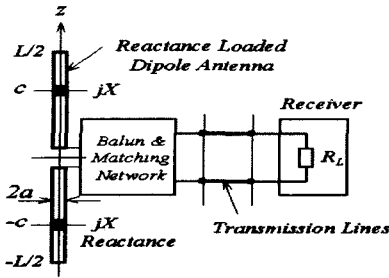 z
L/2
Reactance Loaded
Dipole Antenna
c
jX
Receiver
Balun &
Matching
Network
R_L
2a
-c
jX
Reactance
Transmission Lines
-L/2